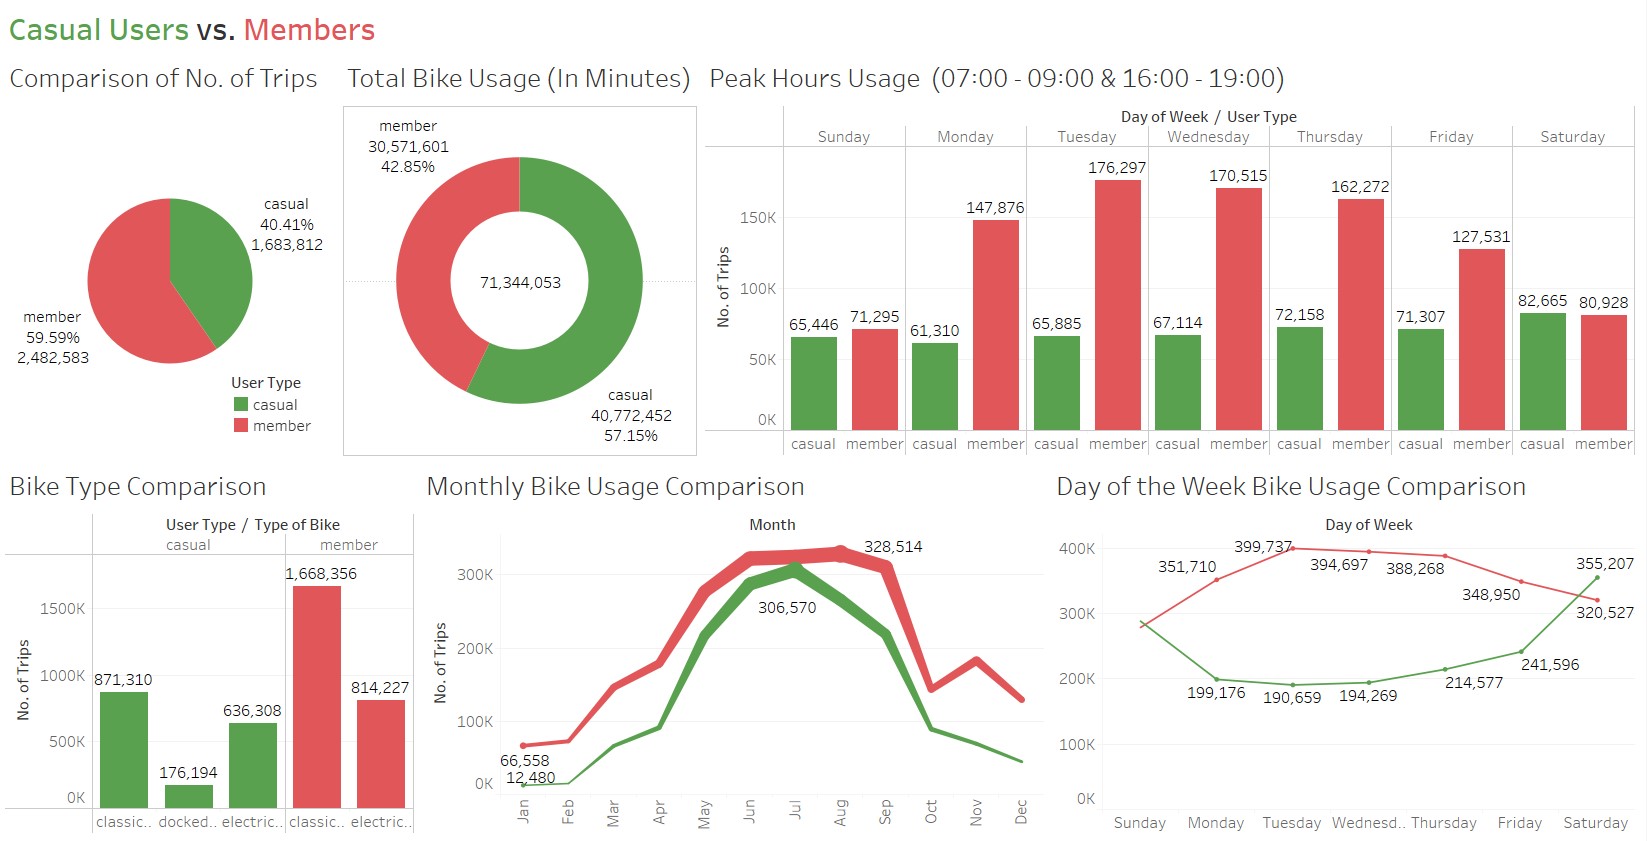 Casual Users vs. Members
Comparison of No. of Trips
casual
40.41%
1,683,812
member
59.59%
2,482,583
User Type
casual
member
Total Bike Usage (In Minutes)
member
30,571,601
42.85%
71,344,053
casual
40,772,452
57.15%
Peak Hours Usage (07:00 - 09:00 & 16:00 - 19:00)
Day of Week / User Type
Sunday Monday Tuesday Wednesday Thursday Friday Saturday
No. of Trips
150K
100K
50K
0K
65,446 71,295 61,310 147,876 65,885 176,297 67,114 170,515 72,158 162,272 71,307 127,531 82,665 80,928
casual member casual member casual member casual member casual member casual member casual member
Bike Type Comparison
User Type / Type of Bike
casual member
No. of Trips
1500K
1000K
500K
0K
871,310 176,194 636,308 1,668,356 814,227
classic.. docked.. electric.. classic.. electric..
Monthly Bike Usage Comparison
Month
No. of Trips
300K
200K
100K
0K
328,514
306,570
66,558
12,480
Jan Feb Mar Apr May Jun Jul Aug Sep Oct Nov Dec
Day of the Week Bike Usage Comparison
Day of Week
400K
300K
200K
100K
0K
351,710 399,737 394,697 388,268 348,950 320,527
199,176 190,659 194,269 214,577 241,596 355,207
Sunday Monday Tuesday Wednesd.. Thursday Friday Saturday